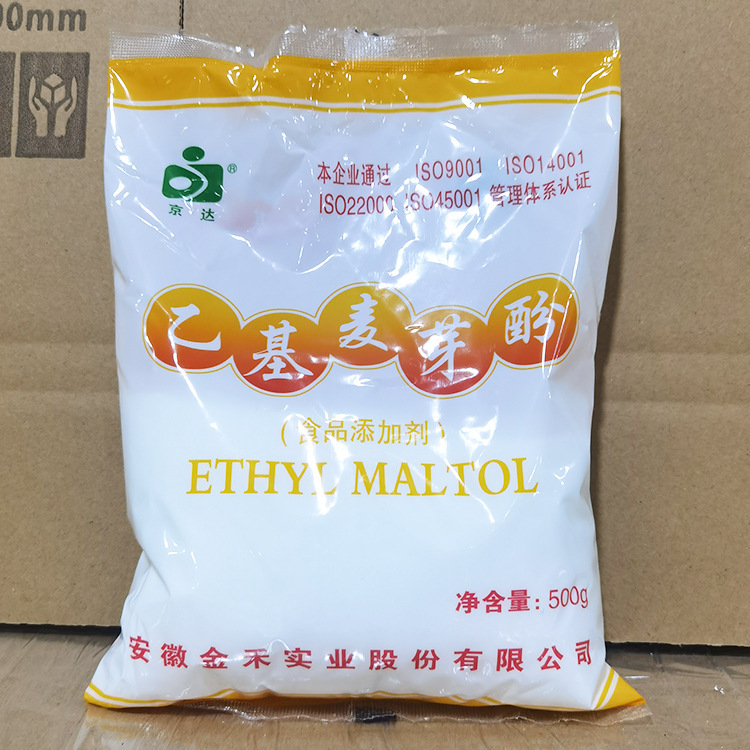 00mm
京达®
本企业通过 ISO9001 ISO14001
ISO22000 ISO45001 管理体系认证
乙基麦芽酚
(食品添加剂)
ETHYL MALTOL
净含量:500g
安徽金禾实业股份有限公司